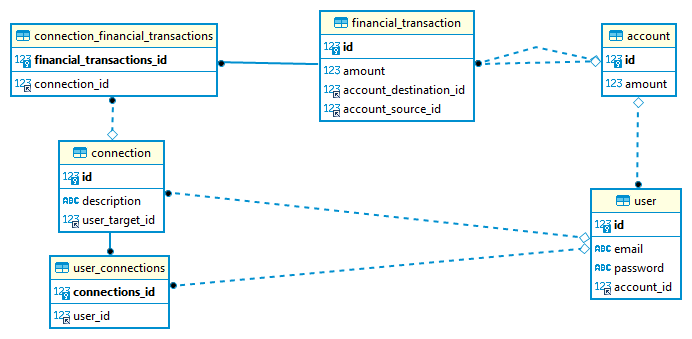 connection_financial_transactions
123 financial_transactions_id
123 connection_id
financial_transaction
123 id
123 amount
123 account_destination_id
123 account_source_id
account
123 id
123 amount
connection
123 id
ABC description
123 user_target_id
user
123 id
ABC email
ABC password
123 account_id
user_connections
123 connections_id
123 user_id